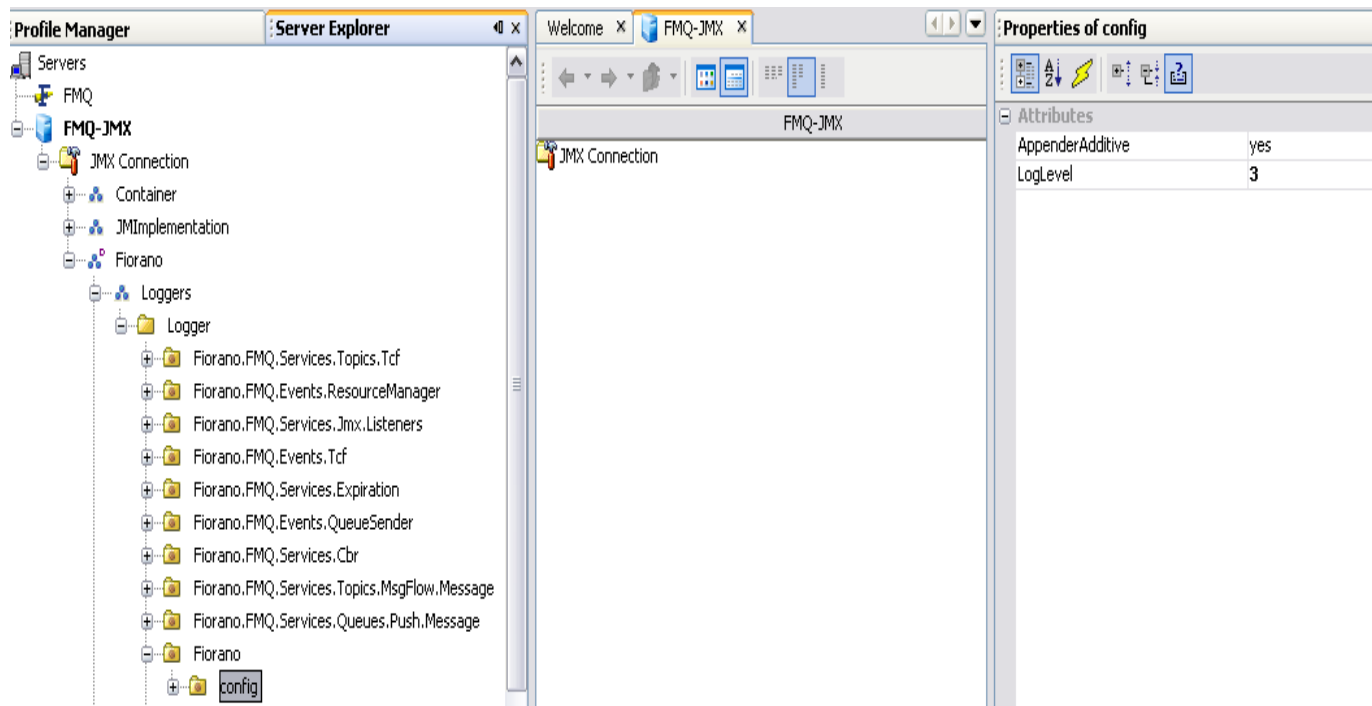 Profile Manager
Server Explorer
Servers
FMQ
FMQ-JMX
JMX Connection
Container
JMImplementation
Fiorano
Loggers
Logger
Fiorano.FMQ.Services.Topics.Tcf
Fiorano.FMQ.Events.ResourceManager
Fiorano.FMQ.Services.Jmx.Listeners
Fiorano.FMQ.Events.Tcf
Fiorano.FMQ.Services.Expiration
Fiorano.FMQ.Events.QueueSender
Fiorano.FMQ.Services.Cbr
Fiorano.FMQ.Services.Topics.MsgFlow.Message
Fiorano.FMQ.Services.Queues.Push.Message
Fiorano
config
Welcome
FMQ-JMX
FMQ-JMX
JMX Connection
Properties of config
Attributes
AppenderAdditive yes
LogLevel 3